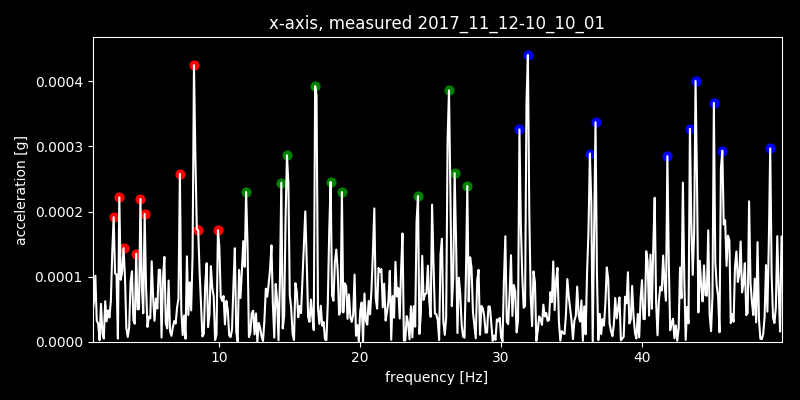 x-axis, measured 2017_11_12-10_10_01
acceleration [g]
0.0004
0.0003
0.0002
0.0001
0.0000
10 20 30 40
frequency [Hz]